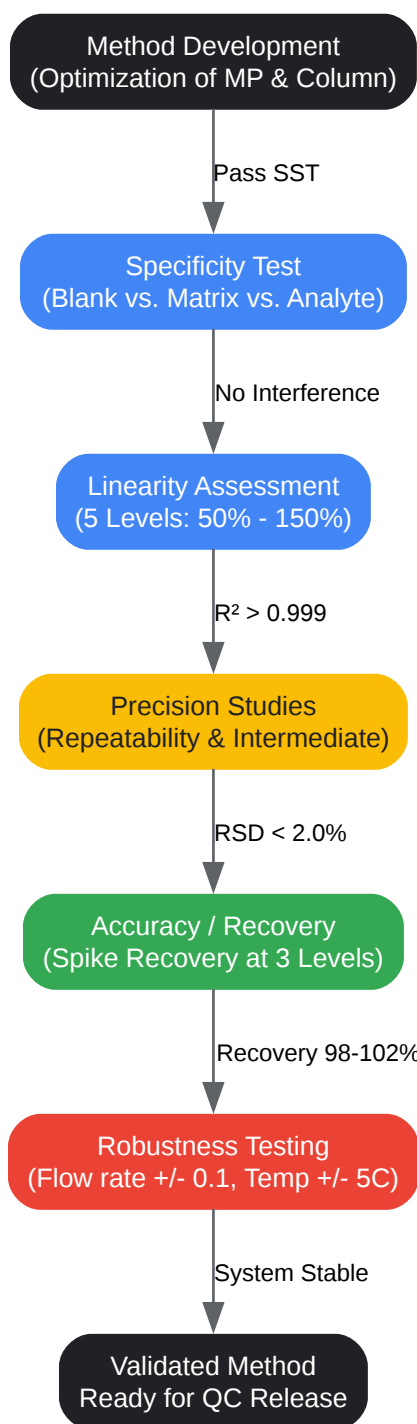 Method Development
(Optimization of MP & Column)
Pass SST
Specificity Test
(Blank vs. Matrix vs. Analyte)
No Interference
Linearity Assessment
(5 Levels: 50% - 150%)
R² > 0.999
Precision Studies
(Repeatability & Intermediate)
RSD < 2.0%
Accuracy / Recovery
(Spike Recovery at 3 Levels)
Recovery 98-102%
Robustness Testing
(Flow rate +/- 0.1, Temp +/- 5C)
System Stable
Validated Method
Ready for QC Release